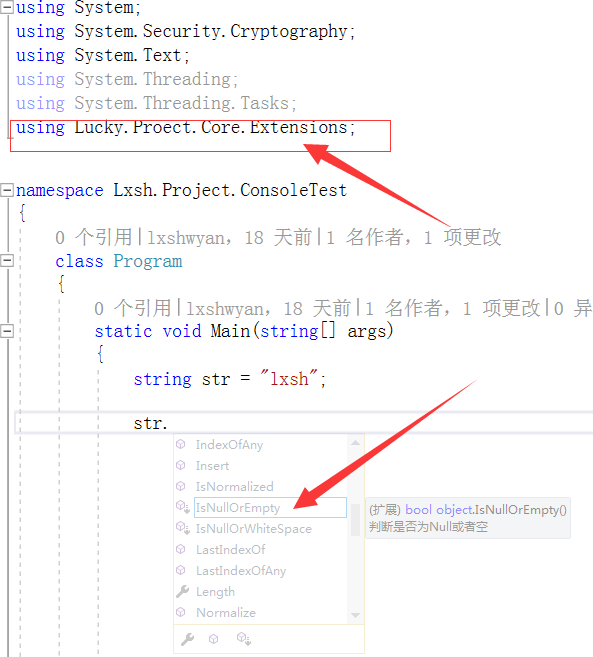 using System;
using System.Security.Cryptography;
using System.Text;
using System.Threading;
using System.Threading.Tasks;
using Lucky.Proect.Core.Extensions;
namespace Lxsh.Project.ConsoleTest
{
0 个引用|lxshwyan, 18 天前|1 名作者, 1 项更改
class Program
{
0 个引用|lxshwyan, 18 天前|1 名作者, 1 项更改|0 异
static void Main(string[] args)
{
string str = "lxsh";
str.
IndexOfAny
Insert
IsNormalized
IsNullOrEmpty
(扩展) bool object.IsNullOrEmpty()
判断是否为Null或者空
IsNullOrWhiteSpace
LastIndexOf
LastIndexOfAny
Length
Normalize